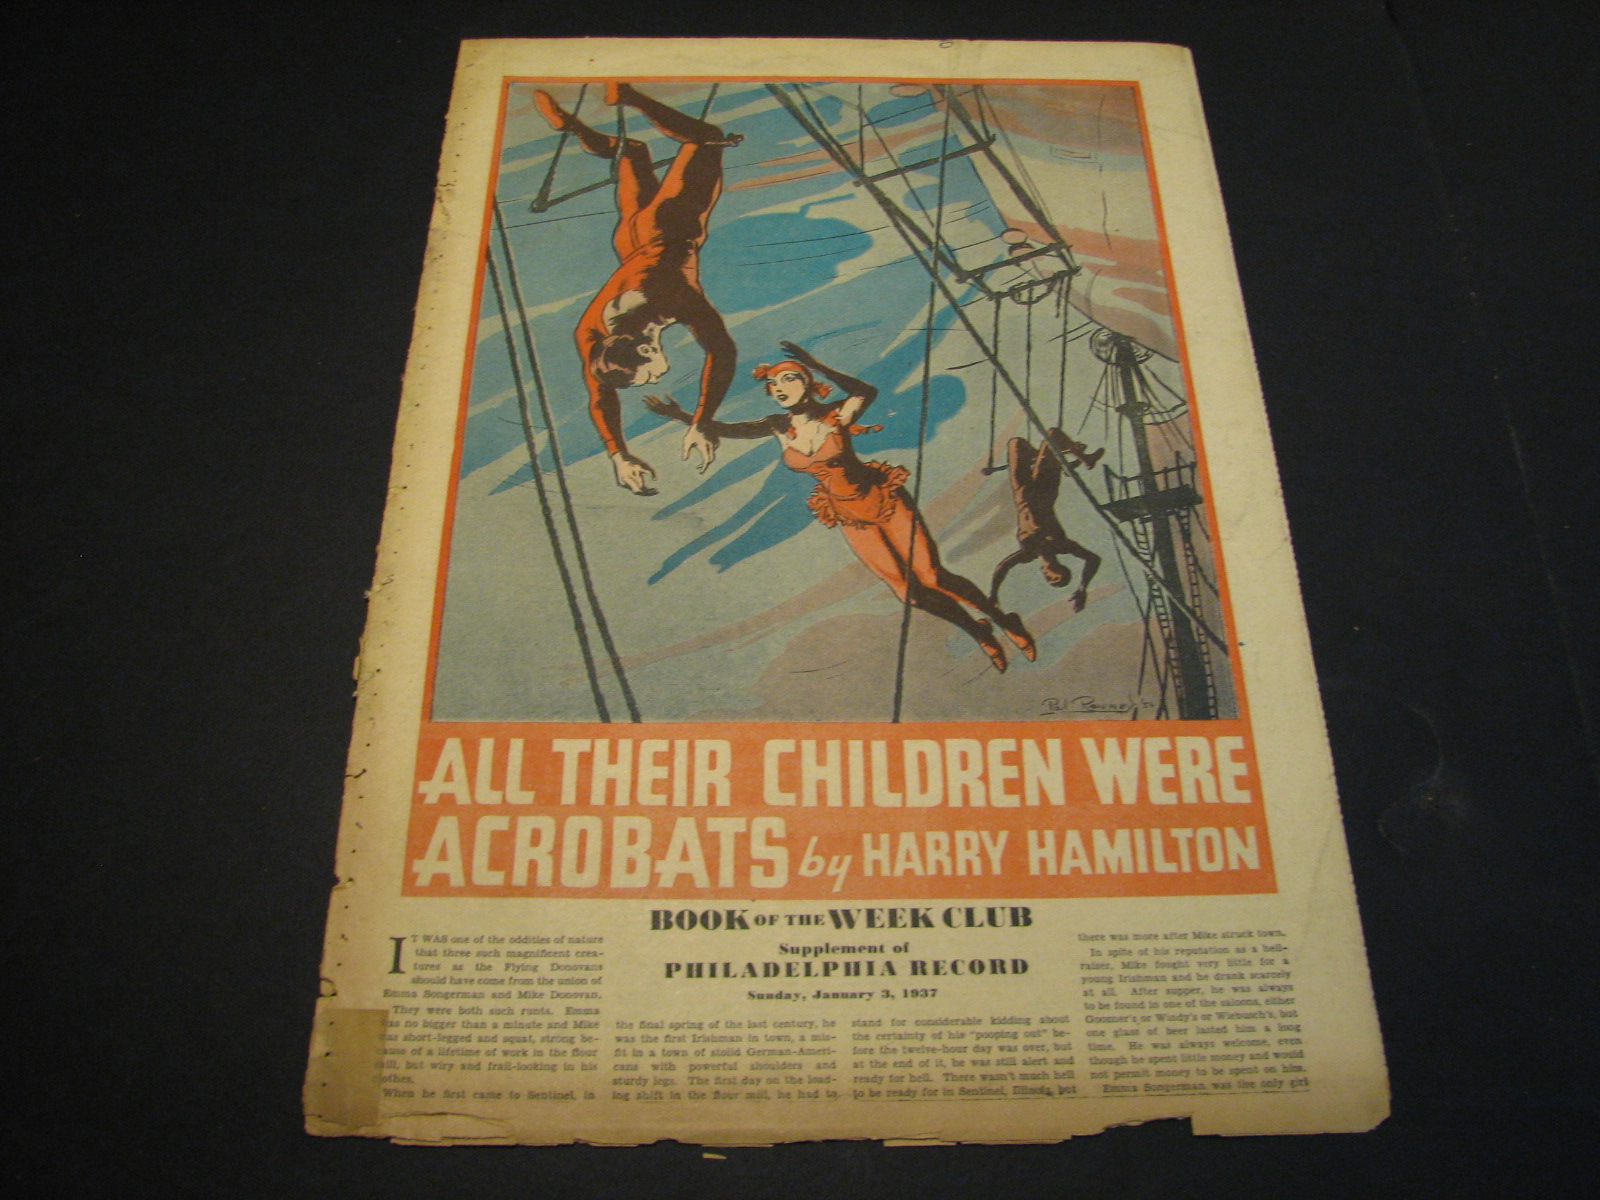 ALL THEIR CHILDREN WERE
ACROBATS by HARRY HAMILTON
BOOK OF THE WEEK CLUB
Supplement of
PHILADELPHIA RECORD
Sunday, January 3, 1937
IT WAS one of the oddities of nature
that three such magnificent crea-
tures as the Flying Donovans
should have come from the union of
Emma Songerman and Mike Donovan.
They were both such runts. Emma
was no bigger than a minute and Mike
was short-legged and squat, strong be-
cause of a lifetime of work in the flour
mill, but wiry and frail-looking in his
clothes.
When he first came to Sentinel, in
the final spring of the last century, he
was the first Irishman in town, a mis-
fit in a town of stolid German-Ameri-
cans with powerful shoulders and
sturdy legs. The first day on the load-
ing shift in the flour mill, he had to
stand for considerable kidding about
the certainty of his "pooping out" be-
fore the twelve-hour day was over, but
at the end of it, he was still alert and
ready for hell. There wasn't much hell
to be ready for in Sentinel, Illinois, but
there was more after Mike struck town.
In spite of his reputation as a hell-
raiser, Mike fought very little for a
young Irishman and he drank scarcely
at all. After supper, he was always
to be found in one of the saloons, either
Goomer's or Windy's or Wiebusch's, but
one glass of beer lasted him a long
time. He was always welcome, even
though he spent little money and would
not permit money to be spent on him.
Emma Songerman was the only girl